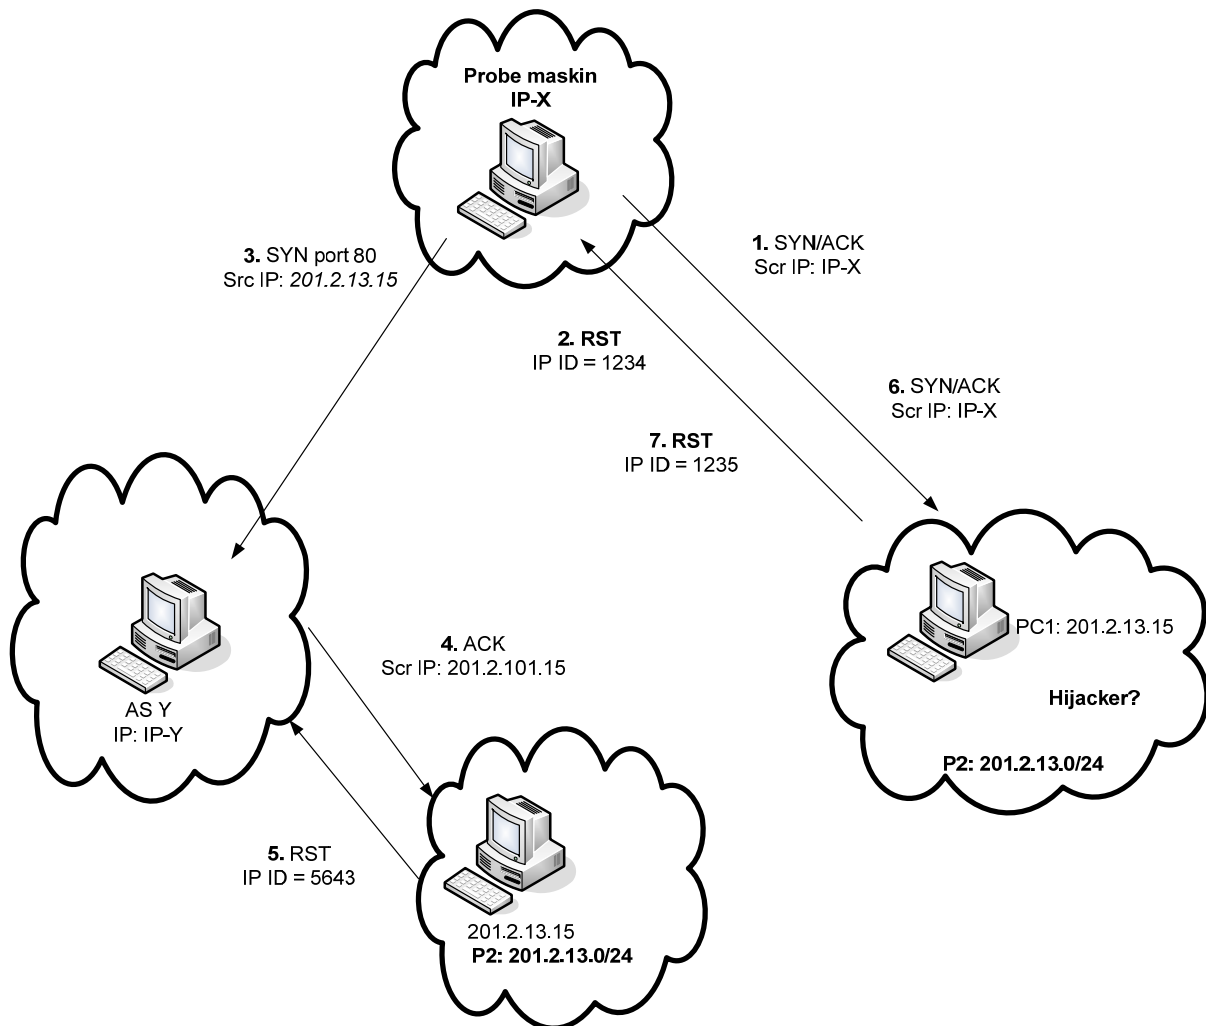 Probe maskin
IP-X
3. SYN port 80
Src IP: 201.2.13.15
1. SYN/ACK
Scr IP: IP-X
2. RST
IP ID = 1234
6. SYN/ACK
Scr IP: IP-X
7. RST
IP ID = 1235
PC1: 201.2.13.15
Hijacker?
P2: 201.2.13.0/24
4. ACK
Scr IP: 201.2.101.15
AS Y
IP: IP-Y
5. RST
IP ID = 5643
201.2.13.15
P2: 201.2.13.0/24